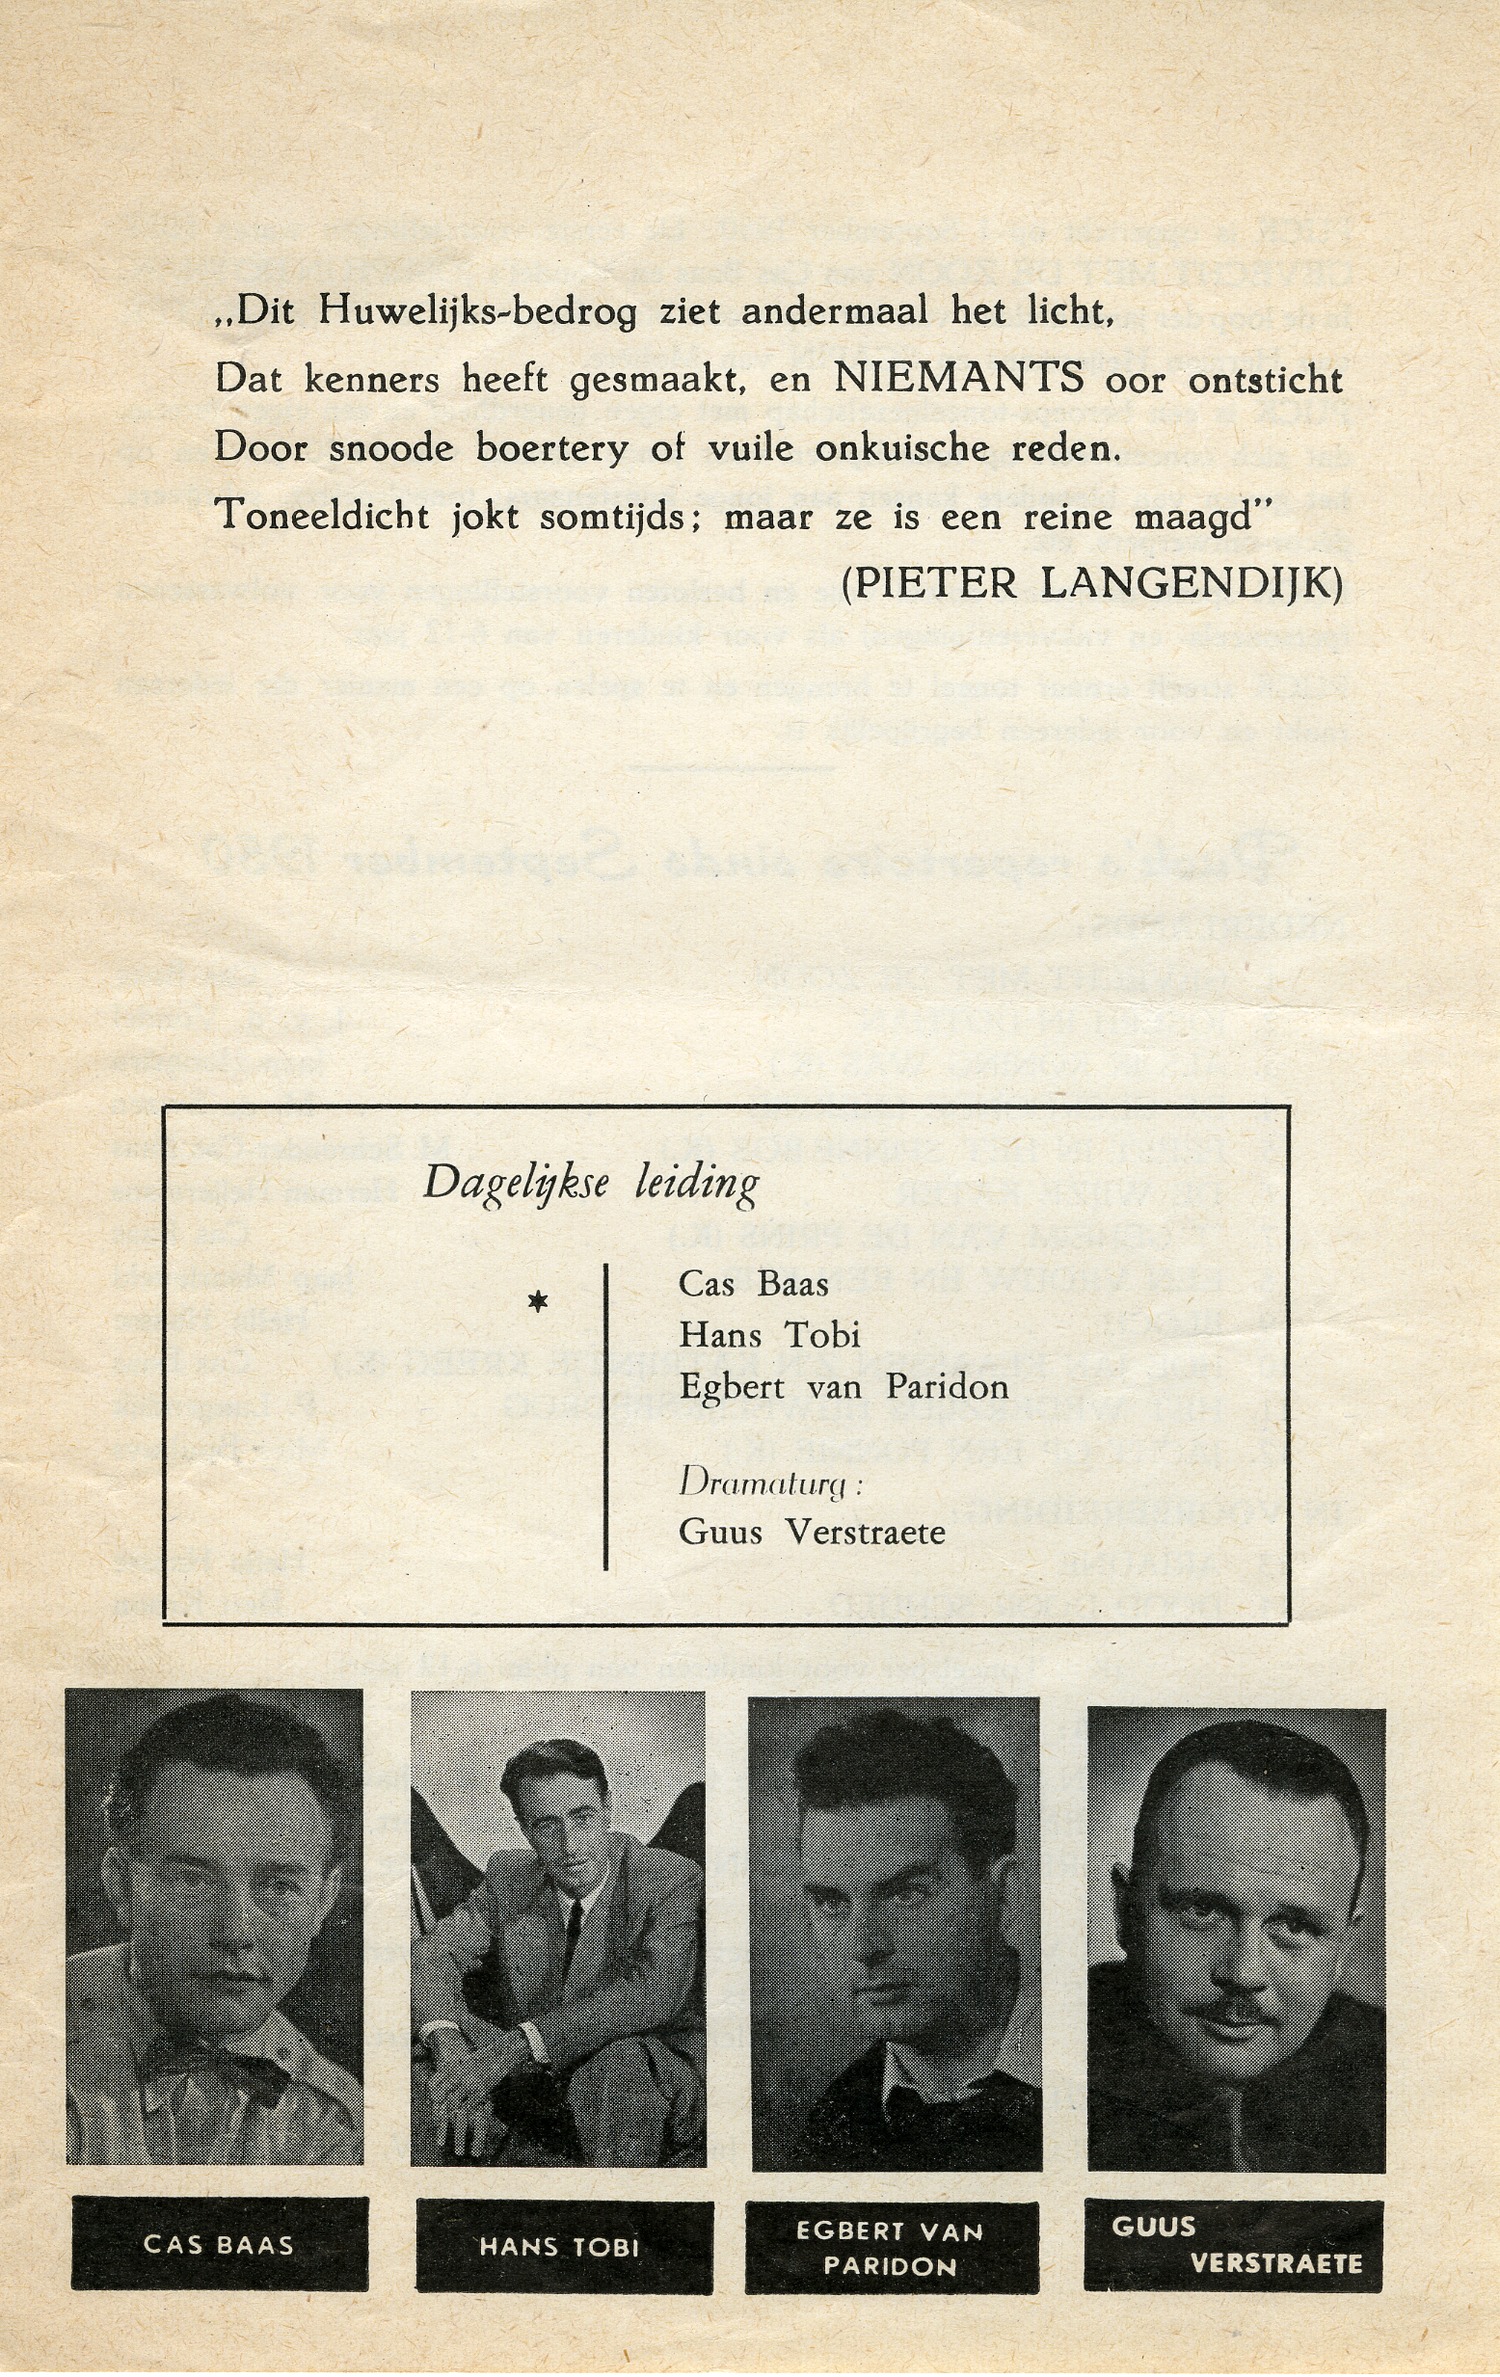 „Dit Huwelijks-bedrog ziet andermaal het licht,
Dat kenners heeft gesmaakt, en NIEMANTS oor ontsticht
Door snoode boertery of vuile onkuische reden.
Toneeldicht jokt somtijds; maar ze is een reine maagd”
(PIETER LANGENDIJK)
Dagelijkse leiding
*
Cas Baas
Hans Tobi
Egbert van Paridon
Dramaturg:
Guus Verstraete
CAS BAAS
HANS TOBI
EGBERT VAN
PARIDON
GUUS
VERSTRAETE